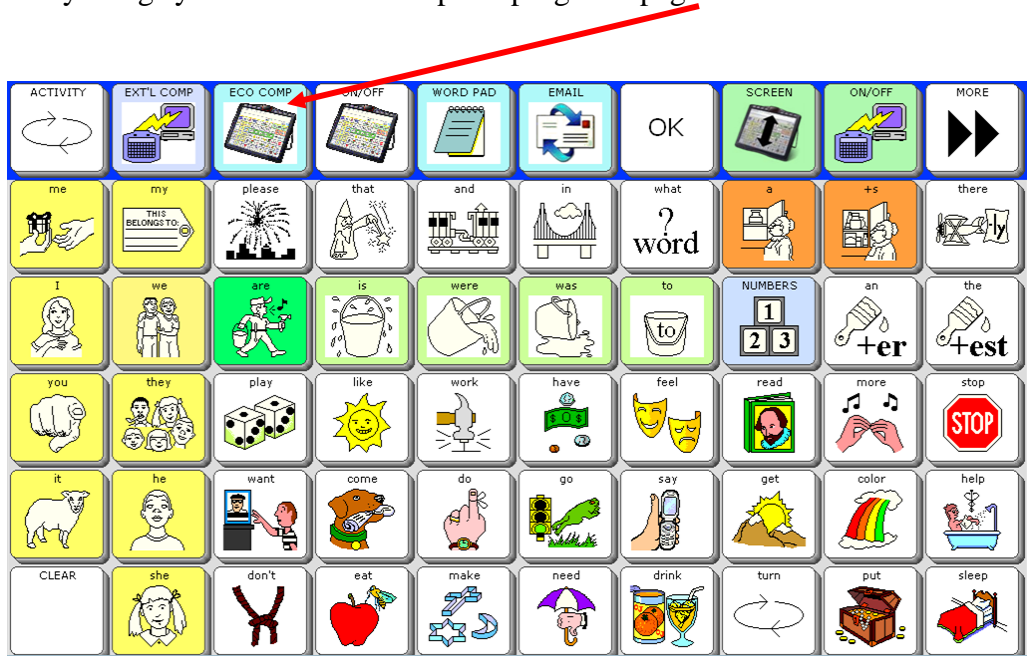 ACTIVITY EXT'L COMP ECO COMP ON/OFF WORD PAD EMAIL SCREEN ON/OFF MORE
OK
me my please that and in what a +s there
THIS
BELONGS TO:
? word
-ly
I we are is were was to NUMBERS an the
to
1
2 3
+er +est
you they play like work have feel read more stop
STOP
it he want come do go say get color help
CLEAR she don't eat make need drink turn put sleep